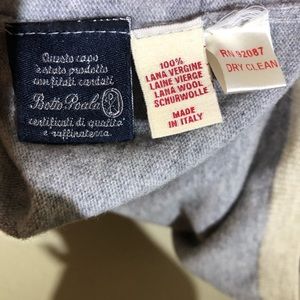 Questo capo
è stato prodotto
con filati cardati
Botto Poala
certificati di qualita'
e raffinatezza
100%
LANA VERGINE
LAINE VIERGE
LANA WOOL
SCHURWOLLE
MADE
IN ITALY
RN 92087
DRY CLEAN